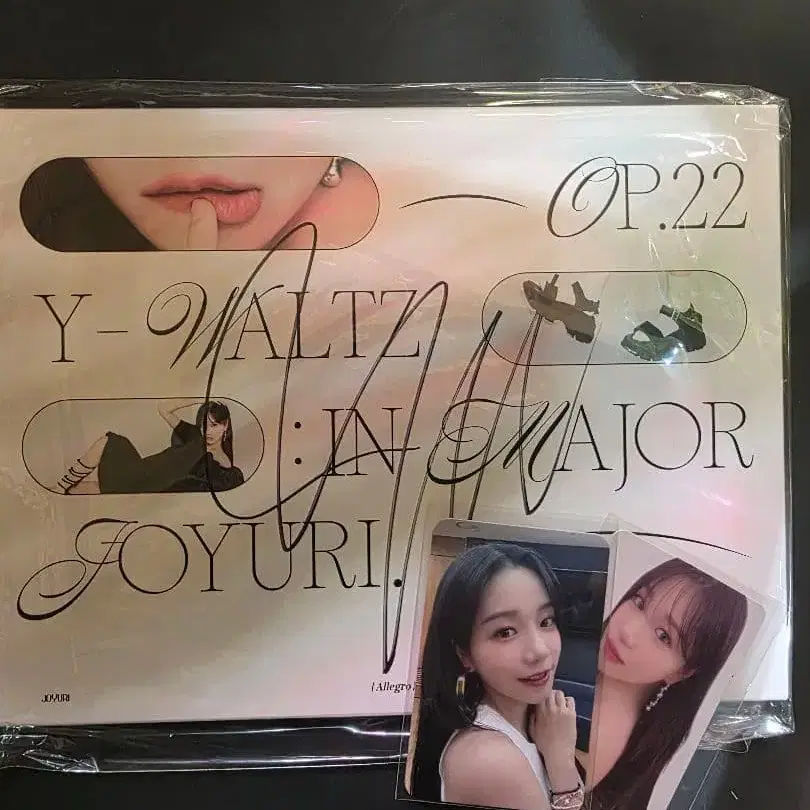 OP.22
Y-WALTZ
: IN MAJOR
JOYURI.
JOYURI
[Allegro